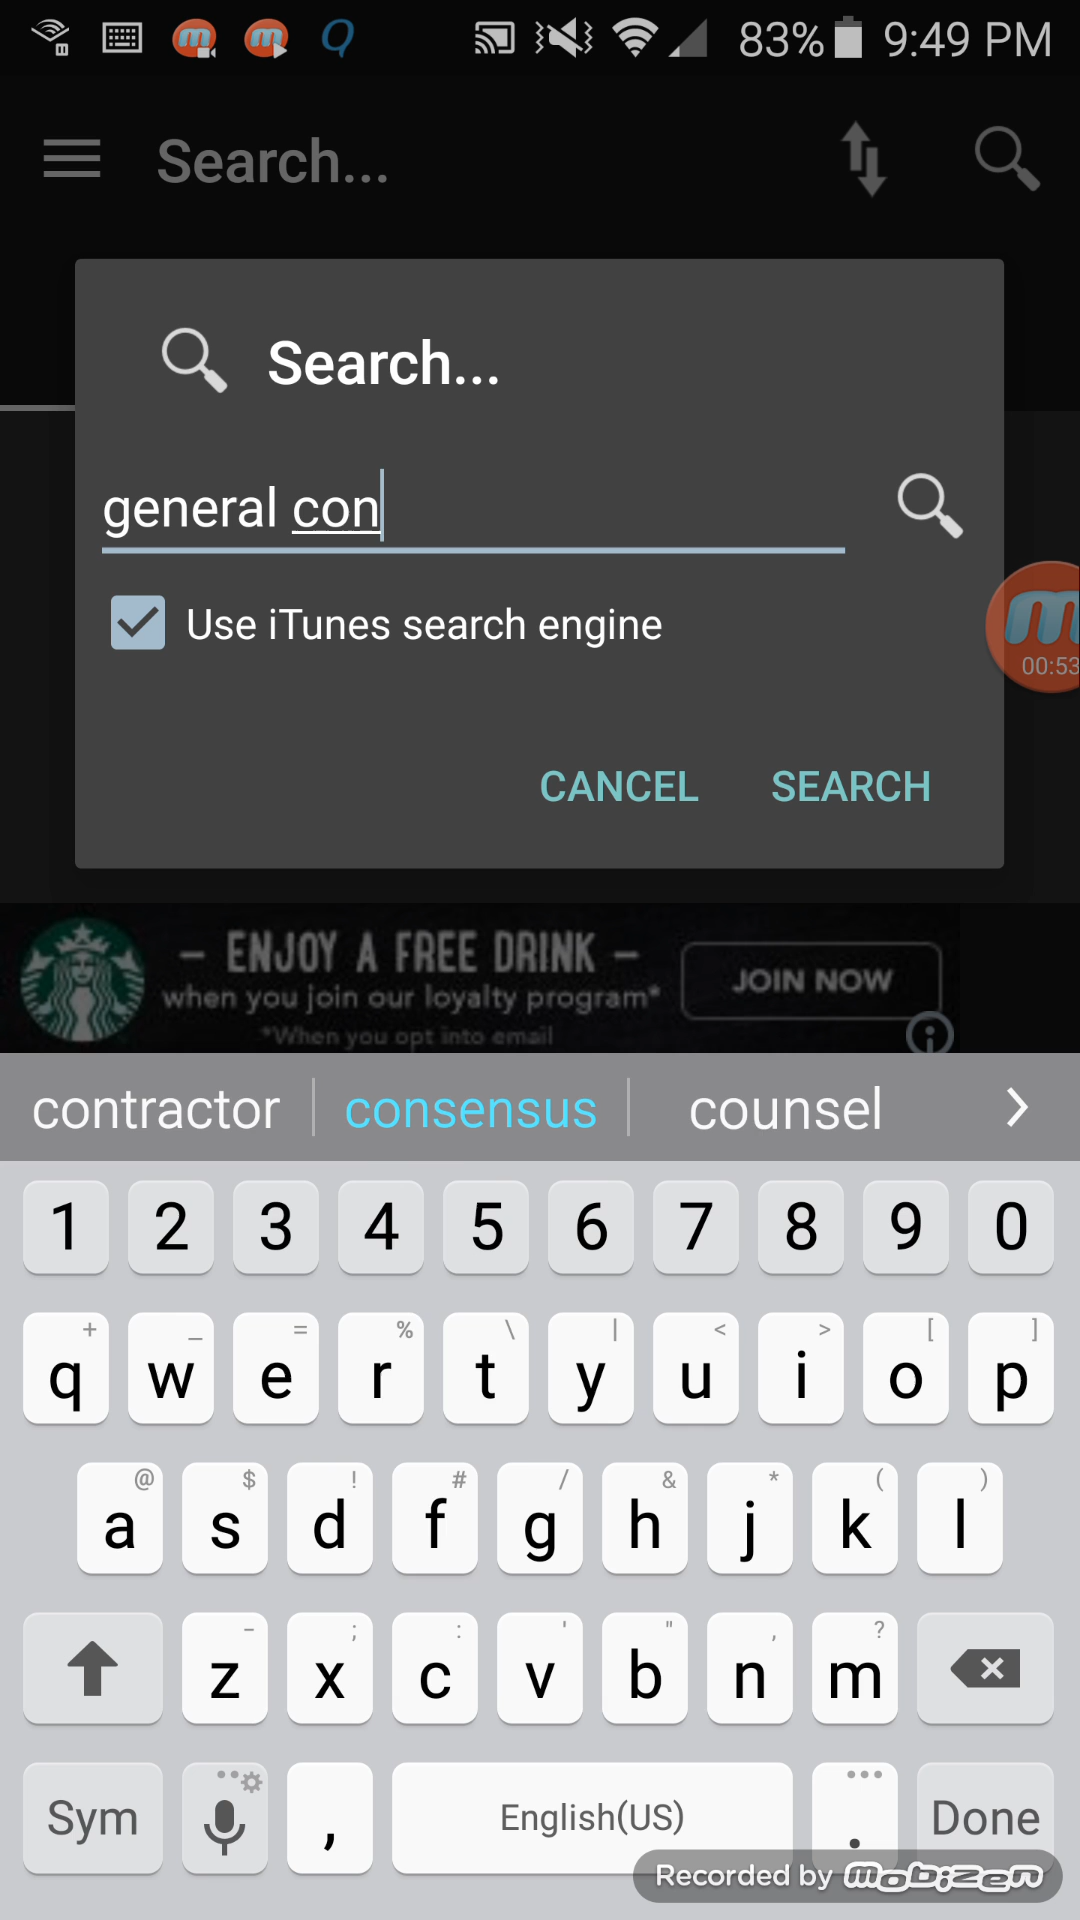 83% 9:49 PM
Search...
Search...
general con
Use iTunes search engine
00:53
CANCEL SEARCH
– ENJOY A FREE DRINK –
when you join our loyalty program*
*When you opt into email
JOIN NOW
contractor consensus counsel
1 2 3 4 5 6 7 8 9 0
+ _ = % \ | < > [ ]
q w e r t y u i o p
@ $ ! # / & * ( )
a s d f g h j k l
- ; : ' " , ?
z x c v b n m
Sym , English(US) . Done
Recorded by mobizen